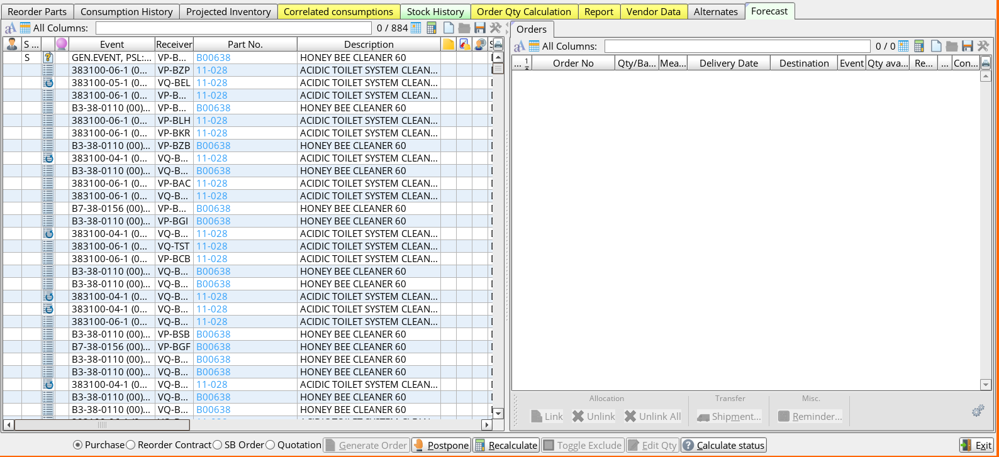 Reorder Parts Consumption History Projected Inventory Correlated consumptions Stock History Order Qty Calculation Report Vendor Data Alternates Forecast
All Columns: 0 / 884
S ... Event Receiver Part No. Description
S GEN.EVENT, PSL:... VP-B... B00638 HONEY BEE CLEANER 60
383100-06-1 (0... VP-BZP 11-028 ACIDIC TOILET SYSTEM CLEAN...
383100-05-1 (0... VQ-BEL 11-028 ACIDIC TOILET SYSTEM CLEAN...
383100-06-1 (0... VP-B... 11-028 ACIDIC TOILET SYSTEM CLEAN...
B3-38-0110 (00)... VP-B... B00638 HONEY BEE CLEANER 60
383100-06-1 (0... VP-BLH 11-028 ACIDIC TOILET SYSTEM CLEAN...
383100-06-1 (0... VP-BKR 11-028 ACIDIC TOILET SYSTEM CLEAN...
B3-38-0110 (00)... VP-BZB B00638 HONEY BEE CLEANER 60
383100-04-1 (0... VQ-B... 11-028 ACIDIC TOILET SYSTEM CLEAN...
B3-38-0110 (00)... VQ-B... B00638 HONEY BEE CLEANER 60
383100-06-1 (0... VP-BAC 11-028 ACIDIC TOILET SYSTEM CLEAN...
383100-06-1 (0... VQ-B... 11-028 ACIDIC TOILET SYSTEM CLEAN...
B7-38-0156 (00)... VP-B... B00638 HONEY BEE CLEANER 60
B3-38-0110 (00)... VP-BGI B00638 HONEY BEE CLEANER 60
383100-04-1 (0... VQ-B... 11-028 ACIDIC TOILET SYSTEM CLEAN...
383100-06-1 (0... VQ-TST 11-028 ACIDIC TOILET SYSTEM CLEAN...
383100-06-1 (0... VP-BCB 11-028 ACIDIC TOILET SYSTEM CLEAN...
B3-38-0110 (00)... VQ-B... B00638 HONEY BEE CLEANER 60
B3-38-0110 (00)... VQ-B... B00638 HONEY BEE CLEANER 60
383100-04-1 (0... VQ-B... 11-028 ACIDIC TOILET SYSTEM CLEAN...
383100-04-1 (0... VQ-B... 11-028 ACIDIC TOILET SYSTEM CLEAN...
383100-06-1 (0... VQ-B... 11-028 ACIDIC TOILET SYSTEM CLEAN...
B3-38-0110 (00)... VP-BSB B00638 HONEY BEE CLEANER 60
B7-38-0156 (00)... VP-BGF B00638 HONEY BEE CLEANER 60
B3-38-0110 (00)... VQ-B... B00638 HONEY BEE CLEANER 60
B3-38-0110 (00)... VQ-B... B00638 HONEY BEE CLEANER 60
383100-04-1 (0... VQ-B... 11-028 ACIDIC TOILET SYSTEM CLEAN...
B3-38-0110 (00)... VQ-B... B00638 HONEY BEE CLEANER 60
B3-38-0110 (00)... VQ-B... B00638 HONEY BEE CLEANER 60
Orders
All Columns: 0 / 0
... 1 Order No Qty/Ba... Mea... Delivery Date Destination Event Qty ava... Re... ... Con...
Allocation Transfer Misc.
Link Unlink Unlink All Shipment... Reminder...
Purchase Reorder Contract SB Order Quotation Generate Order Postpone Recalculate Toggle Exclude Edit Qty Calculate status Exit